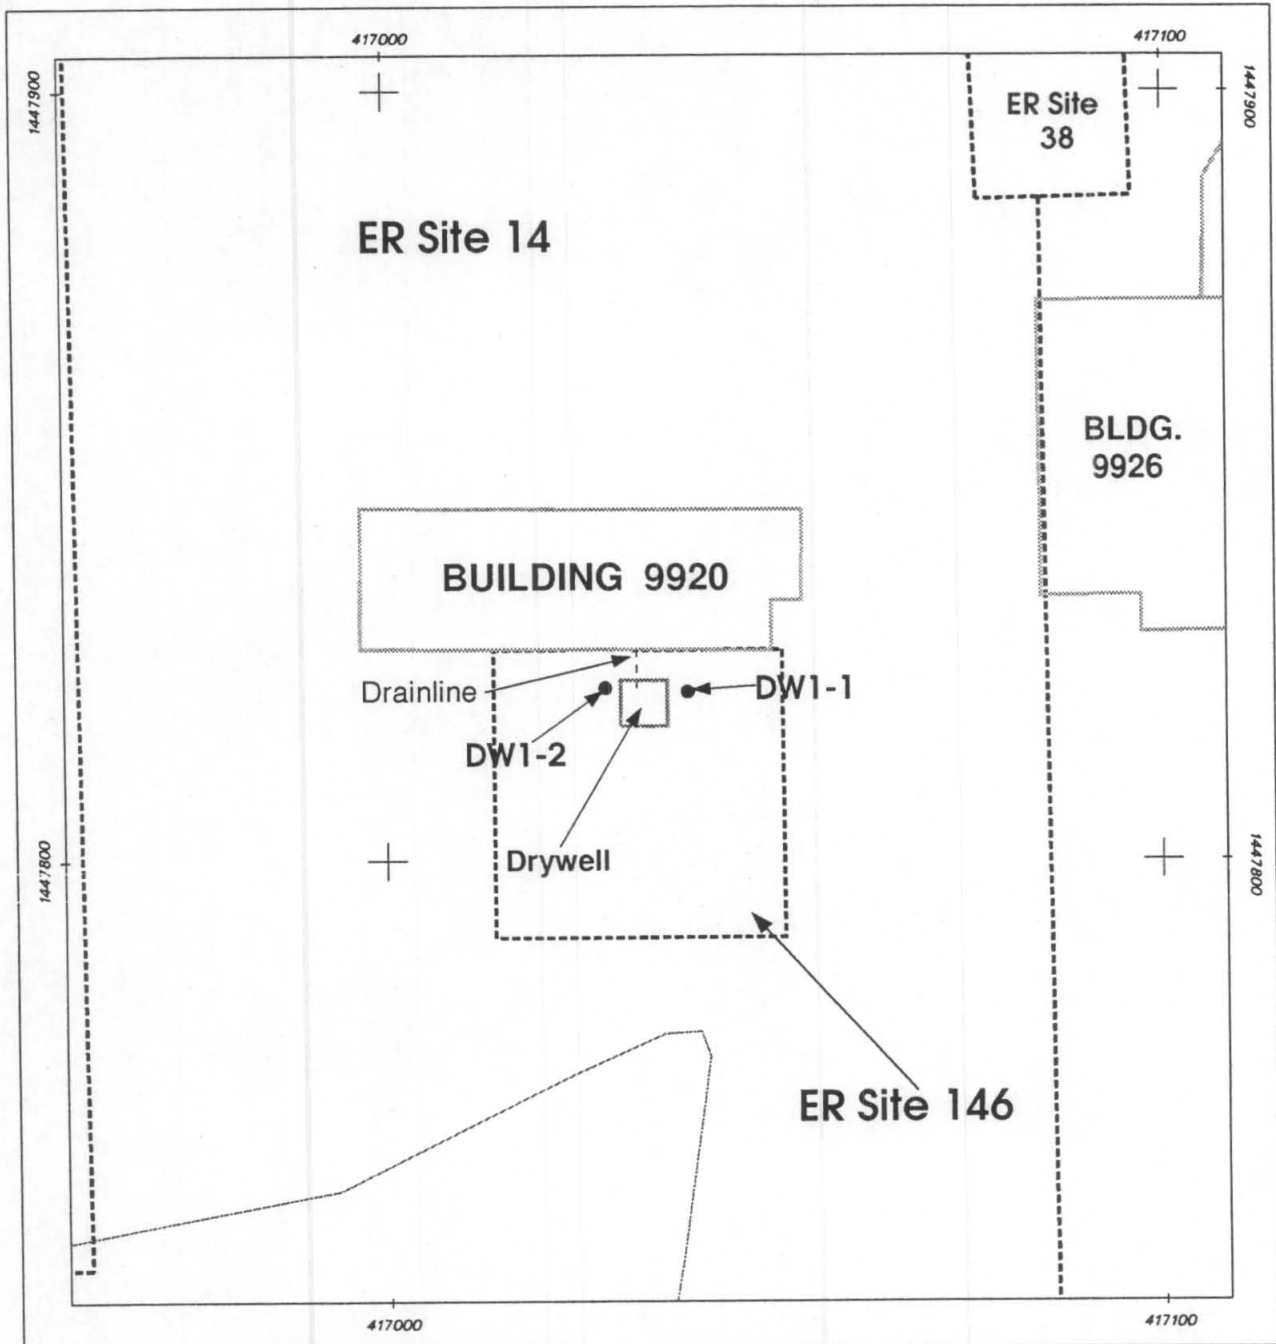 417000
417100
1447900
1447900
ER Site
38
ER Site 14
BLDG.
9926
BUILDING 9920
Drainline
DW1-1
DW1-2
Drywell
1447800
1447800
ER Site 146
417000
417100